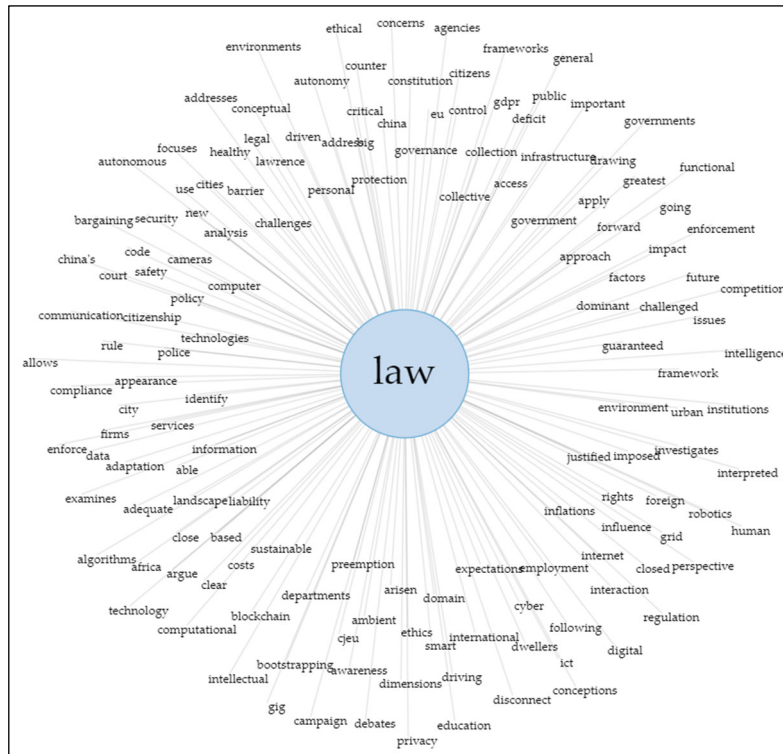 concerns
ethical
agencies
environments
frameworks
general
counter
citizens
autonomy
constitution
addresses
conceptual
critical
eu
control
gdpr
public
deficit
important
governments
china
legal
driven
address
big
focuses
healthy
lawrence
governance
collection
infrastructure
drawing
autonomous
functional
use
cities
barrier
personal
protection
collective
access
greatest
apply
bargaining
security
new
analysis
challenges
government
forward
going
enforcement
code
cameras
approach
impact
china's
court
safety
policy
computer
factors
future
competition
dominant
challenged
issues
communication
citizenship
rule
technologies
police
guaranteed
intelligence
allows
law
framework
compliance
appearance
identify
city
environment
urban
institutions
firms
services
enforce
data
information
justified
imposed
investigates
adaptation
able
interpreted
examines
adequate
landscape
liability
rights
foreign
inflations
robotics
influence
grid
human
close
based
sustainable
internet
algorithms
africa
argue
clear
costs
preemption
expectations
employment
closed
perspective
interaction
technology
computational
departments
arisen
domain
cyber
regulation
blockchain
ambient
following
cjeu
ethics
smart
international
dwellers
digital
bootstrapping
awareness
ict
intellectual
dimensions
driving
disconnect
conceptions
gig
campaign
debates
education
privacy